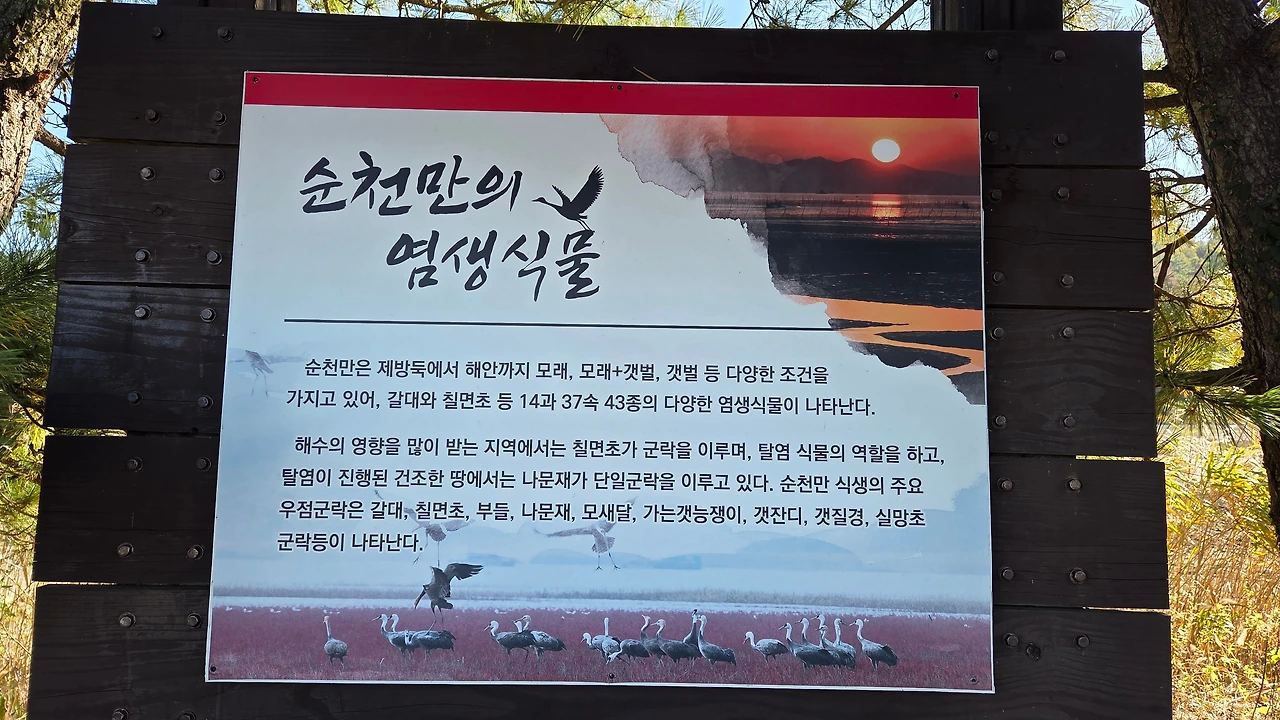 순천만의
염생식물
순천만은 제방둑에서 해안까지 모래, 모래+갯벌, 갯벌 등 다양한 조건을
가지고 있어, 갈대와 칠면초 등 14과 37속 43종의 다양한 염생식물이 나타난다.
해수의 영향을 많이 받는 지역에서는 칠면초가 군락을 이루며, 탈염 식물의 역할을 하고,
탈염이 진행된 건조한 땅에서는 나문재가 단일군락을 이루고 있다. 순천만 식생의 주요
우점군락은 갈대, 칠면초, 부들, 나문재, 모새달, 가는갯능쟁이, 갯잔디, 갯질경, 실망초
군락등이 나타난다.